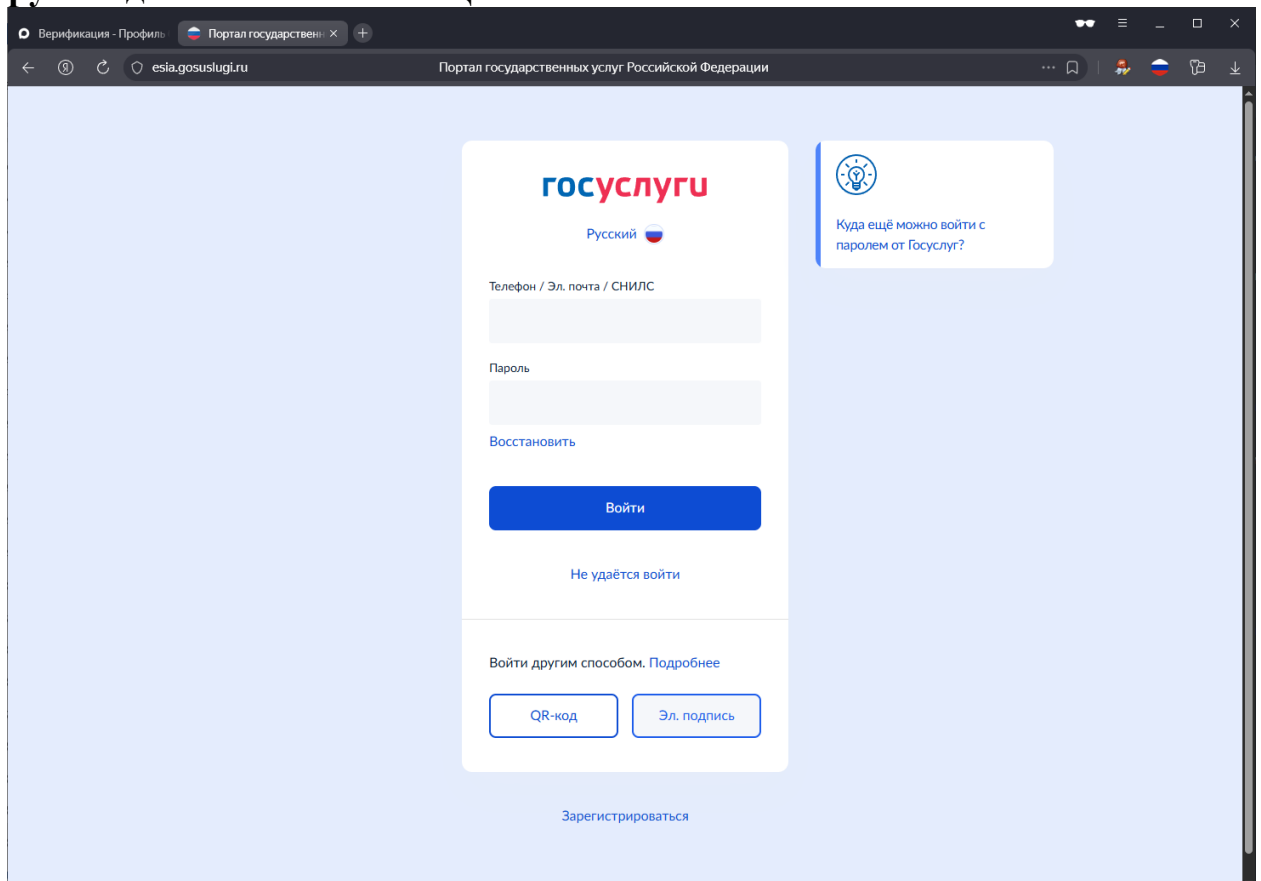 Верификация - Профиль
Портал государственн
esia.gosuslugi.ru
Портал государственных услуг Российской Федерации
госуслуги
Русский
Куда ещё можно войти с
паролем от Госуслуг?
Телефон / Эл. почта / СНИЛС
Пароль
Восстановить
Войти
Не удаётся войти
Войти другим способом. Подробнее
QR-код
Эл. подпись
Зарегистрироваться